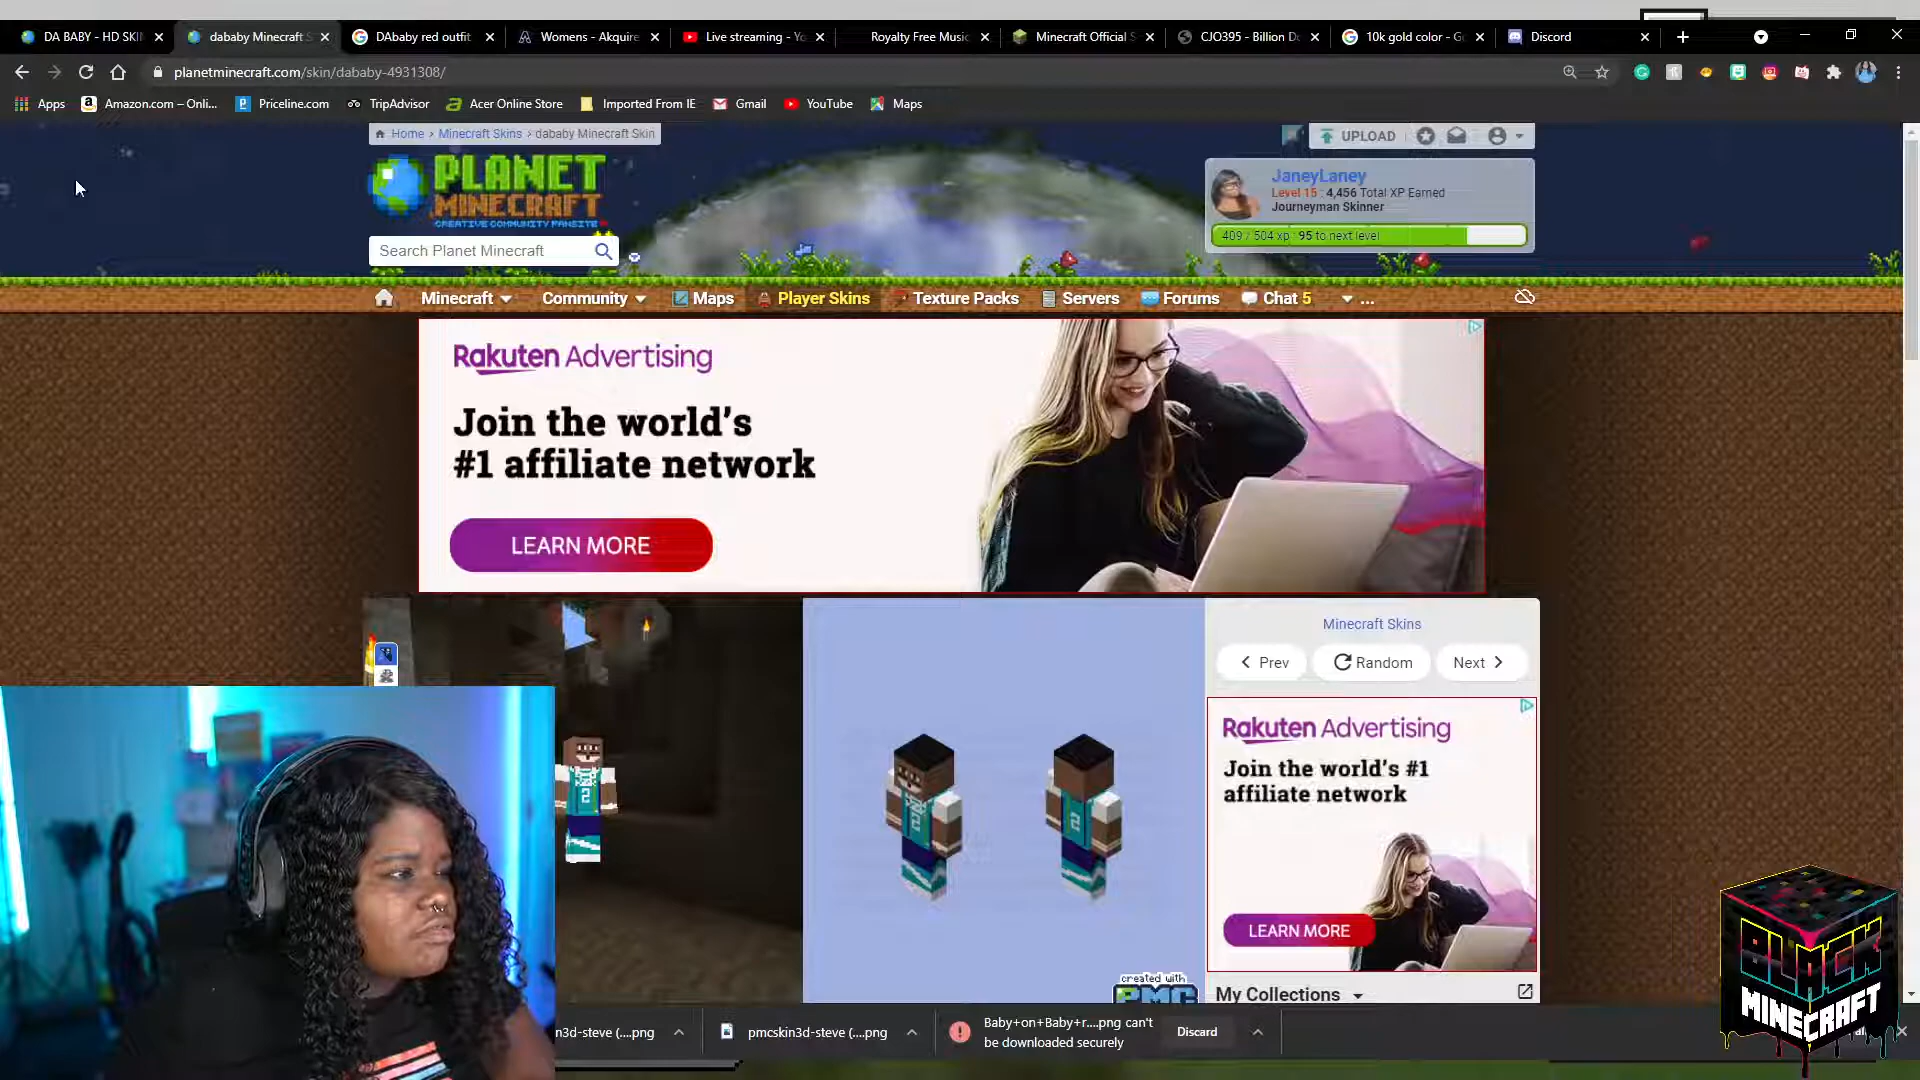 DA BABY - HD SKI
dababy Minecraft S
DAbaby red outfit
Womens - Akquire
Live streaming - Yo
Royalty Free Music
Minecraft Official S
CJO395 - Billion Du
10k gold color - Go
Discord
planetminecraft.com/skin/dababy-4931308/
Apps
Amazon.com – Onli...
Priceline.com
TripAdvisor
Acer Online Store
Imported From IE
Gmail
YouTube
Maps
Home › Minecraft Skins › dababy Minecraft Skin
UPLOAD
PLANET
MINECRAFT
CREATIVE COMMUNITY FANSITE
JaneyLaney
Level 15 : 4,456 Total XP Earned
Journeyman Skinner
409 / 504 xp 95 to next level
Search Planet Minecraft
Minecraft
Community
Maps
Player Skins
Texture Packs
Servers
Forums
Chat 5
...
Rakuten Advertising
Join the world's
#1 affiliate network
LEARN MORE
Minecraft Skins
Prev
Random
Next
Rakuten Advertising
Join the world's #1
affiliate network
LEARN MORE
created with
PMC
My Collections
BLACK
MINECRAFT
in3d-steve (....png
pmcskin3d-steve (....png
Baby+on+Baby+r....png can't
be downloaded securely
Discard